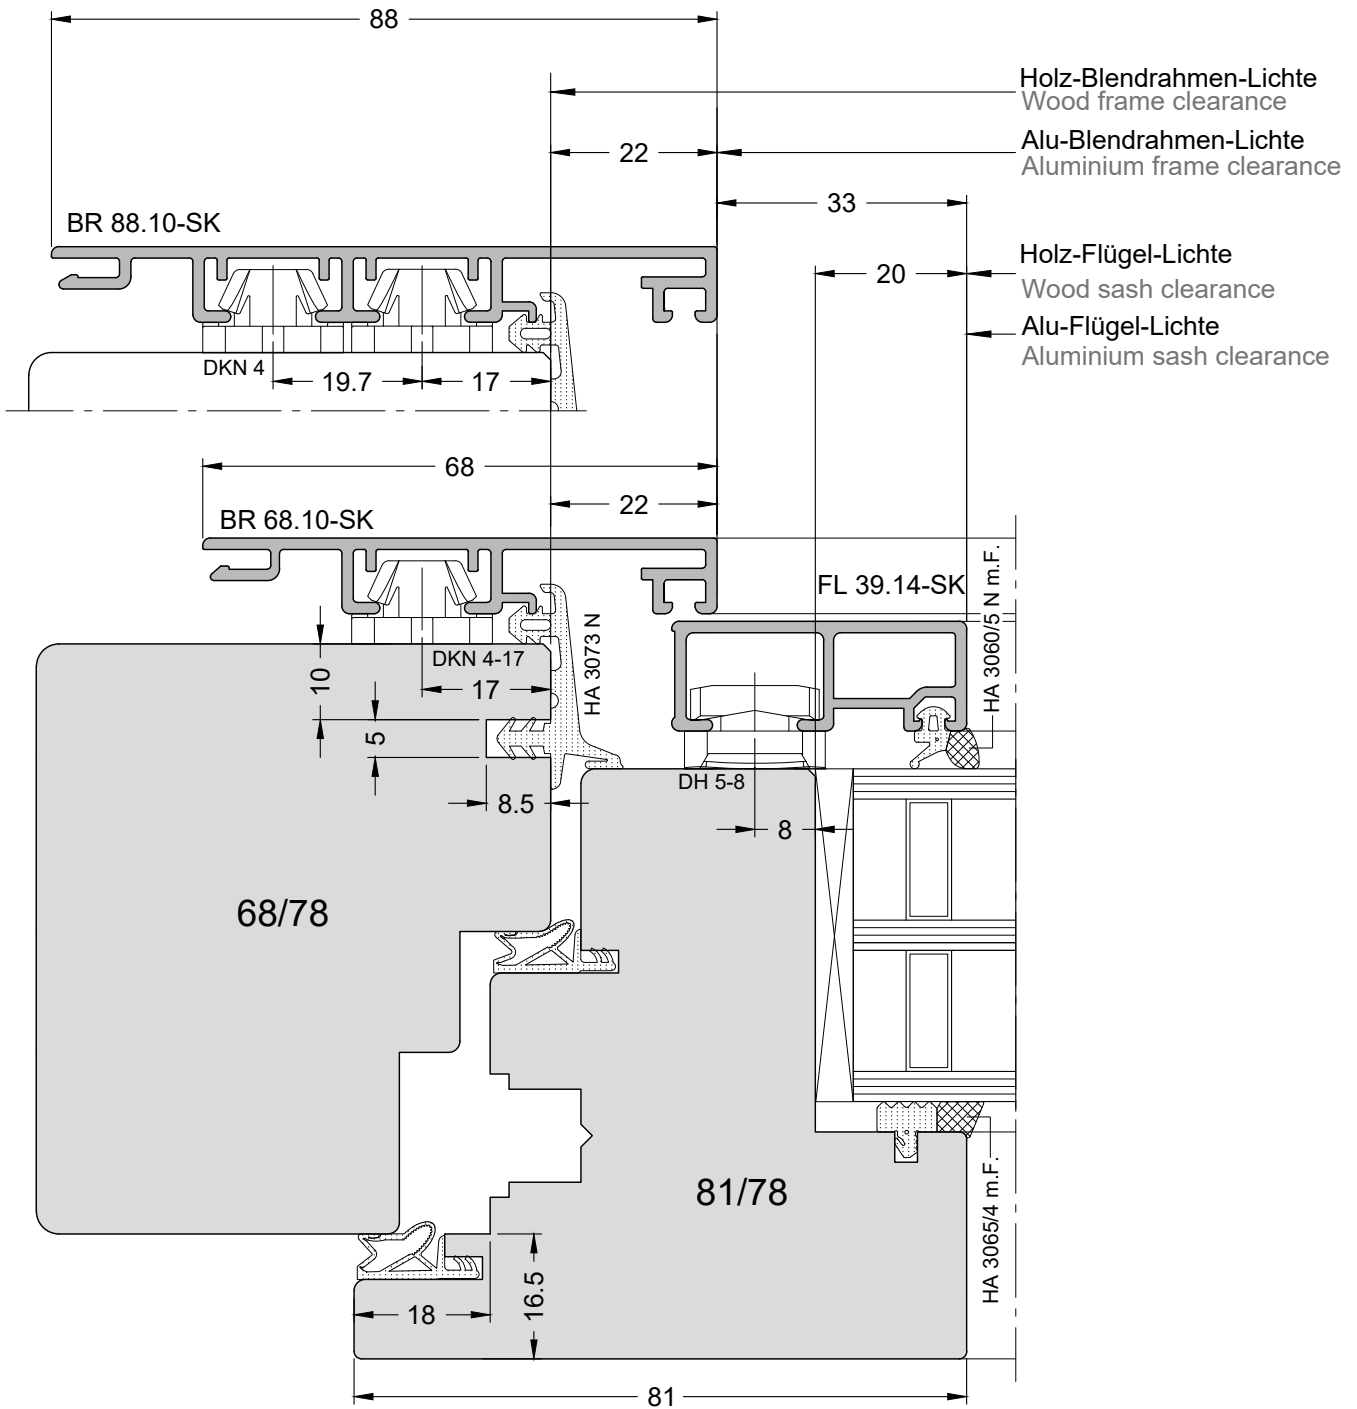 88
Holz-Blendrahmen-Lichte
Wood frame clearance
22
Alu-Blendrahmen-Lichte
Aluminium frame clearance
33
BR 88.10-SK
Holz-Flügel-Lichte
20
Wood sash clearance
Alu-Flügel-Lichte
Aluminium sash clearance
DKN 4
19.7
17
68
22
BR 68.10-SK
FL 39.14-SK
HA 3060/5 N m.F.
HA 3073 N
DKN 4-17
10
17
5
DH 5-8
8.5
8
68/78
81/78
HA 3065/4 m.F.
16.5
18
81